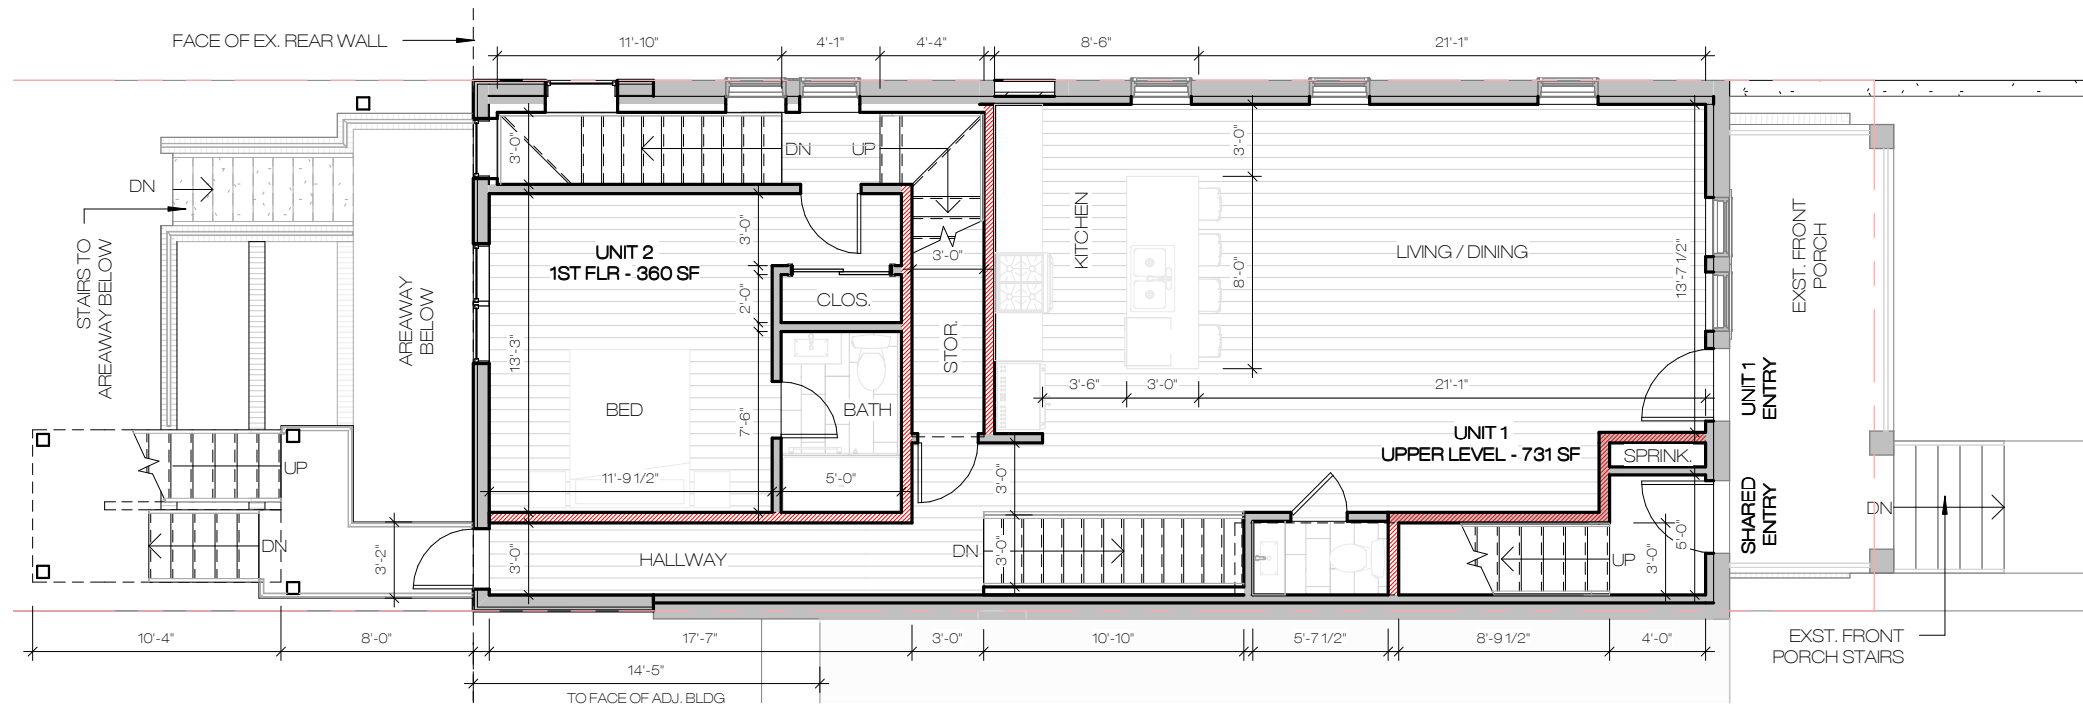 FACE OF EX. REAR WALL
11'-10"
4'-1"
4'-4"
8'-6"
21'-1"
DN
STAIRS TO
AREAWAY BELOW
AREAWAY
BELOW
3'-0"
DN
UP
UNIT 2
1ST FLR - 360 SF
3'-0"
2'-0"
CLOS.
3'-0"
STOR.
13'-3"
BED
7'-6"
BATH
11'-9 1/2"
5'-0"
3'-0"
KITCHEN
8'-0"
LIVING / DINING
13'-7 1/2"
3'-6"
3'-0"
21'-1"
UNIT 1
UPPER LEVEL - 731 SF
SPRINK.
EXST. FRONT
PORCH
UNIT 1
ENTRY
SHARED
ENTRY
UP
DN
3'-2"
3'-0"
HALLWAY
3'-0"
DN
3'-0"
UP
3'-0"
5'-0"
DN
10'-4"
8'-0"
17'-7"
3'-0"
10'-10"
5'-7 1/2"
8'-9 1/2"
4'-0"
14'-5"
TO FACE OF ADJ. BLDG
EXST. FRONT
PORCH STAIRS